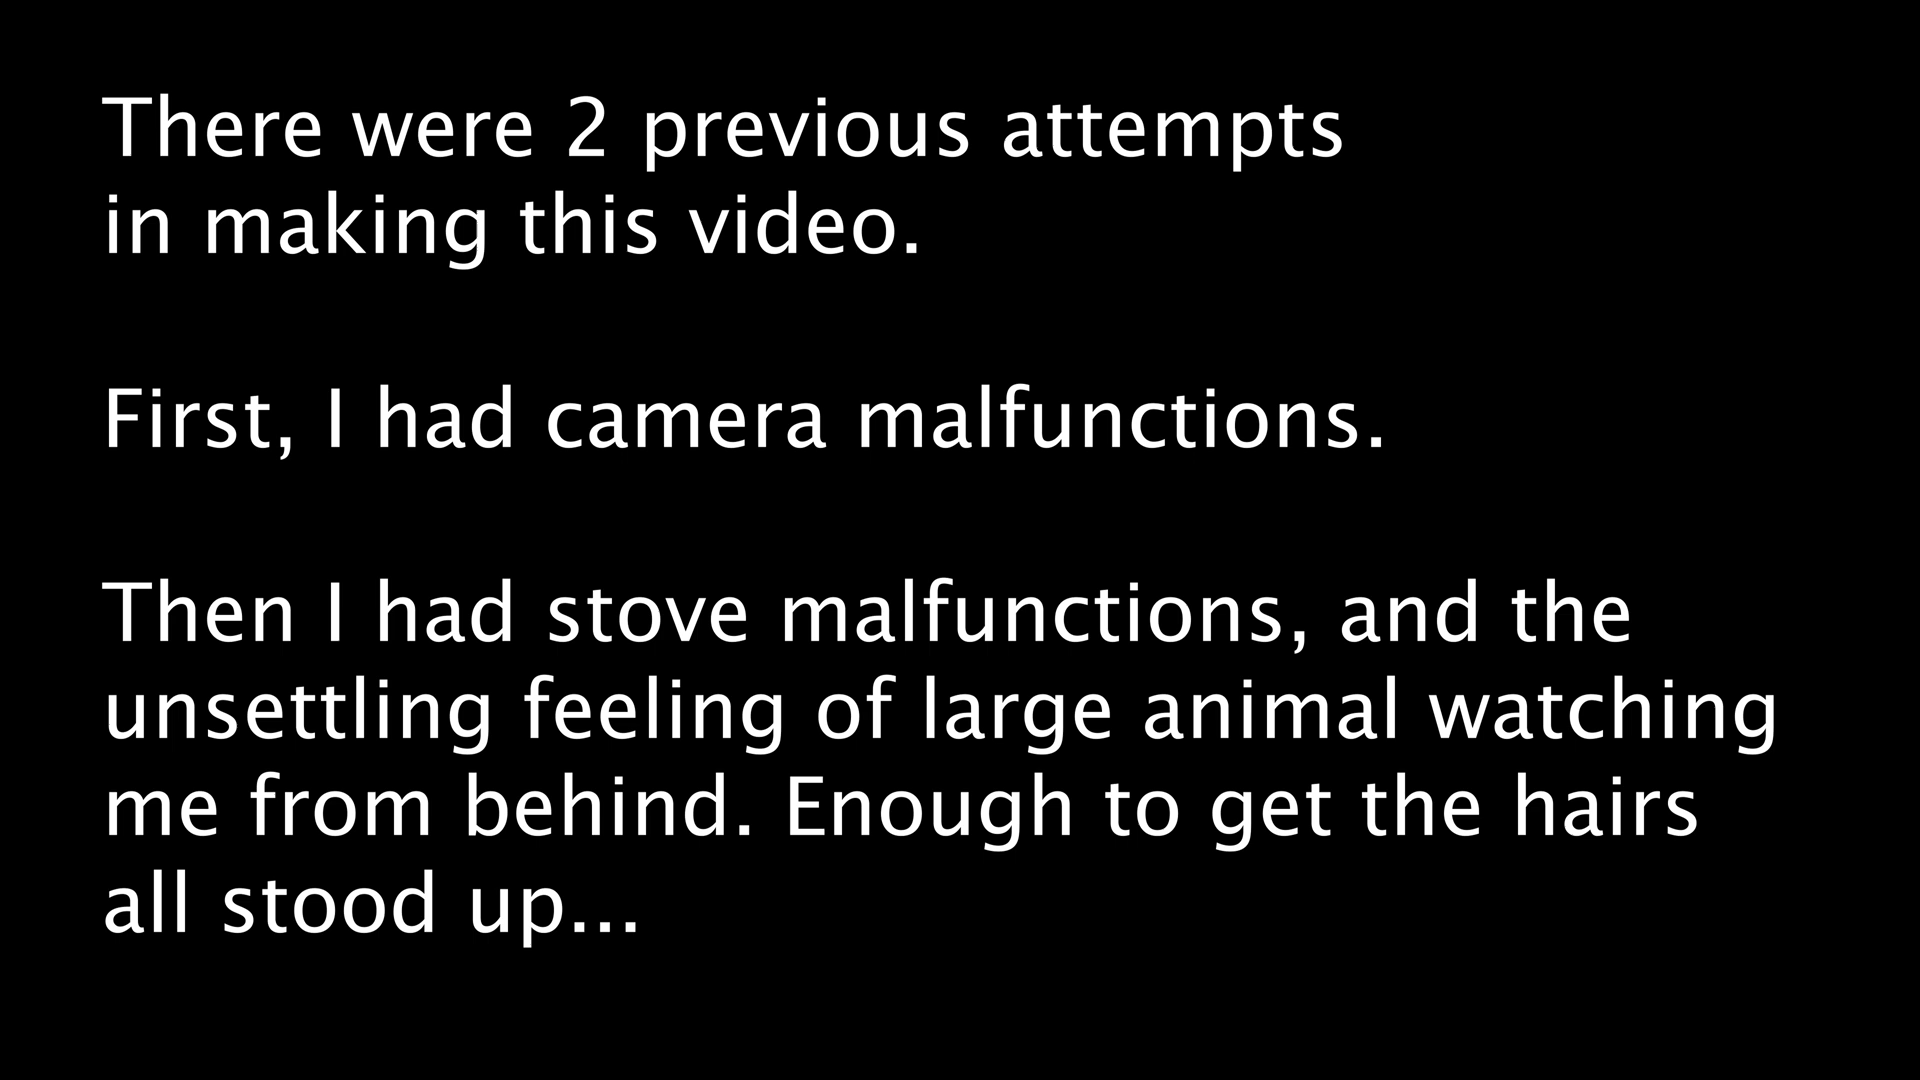 There were 2 previous attempts
in making this video.
First, I had camera malfunctions.
Then I had stove malfunctions, and the
unsettling feeling of large animal watching
me from behind. Enough to get the hairs
all stood up...